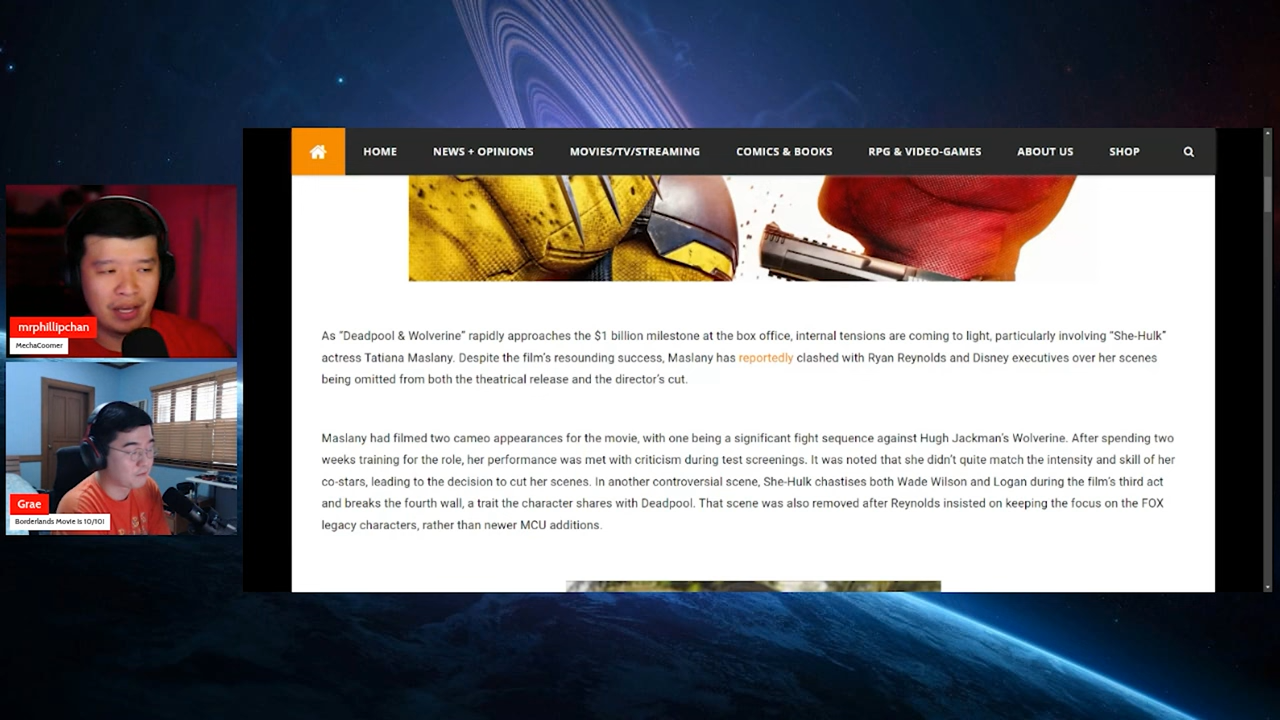 HOME NEWS + OPINIONS MOVIES/TV/STREAMING COMICS & BOOKS RPG & VIDEO-GAMES ABOUT US SHOP
As “Deadpool & Wolverine” rapidly approaches the $1 billion milestone at the box office, internal tensions are coming to light, particularly involving “She-Hulk”
actress Tatiana Maslany. Despite the film’s resounding success, Maslany has reportedly clashed with Ryan Reynolds and Disney executives over her scenes
being omitted from both the theatrical release and the director’s cut.
Maslany had filmed two cameo appearances for the movie, with one being a significant fight sequence against Hugh Jackman’s Wolverine. After spending two
weeks training for the role, her performance was met with criticism during test screenings. It was noted that she didn’t quite match the intensity and skill of her
co-stars, leading to the decision to cut her scenes. In another controversial scene, She-Hulk chastises both Wade Wilson and Logan during the film’s third act
and breaks the fourth wall, a trait the character shares with Deadpool. That scene was also removed after Reynolds insisted on keeping the focus on the FOX
legacy characters, rather than newer MCU additions.
mrphillipchan
MechaCoomer
Grae
Borderlands Movie Is 10/10!